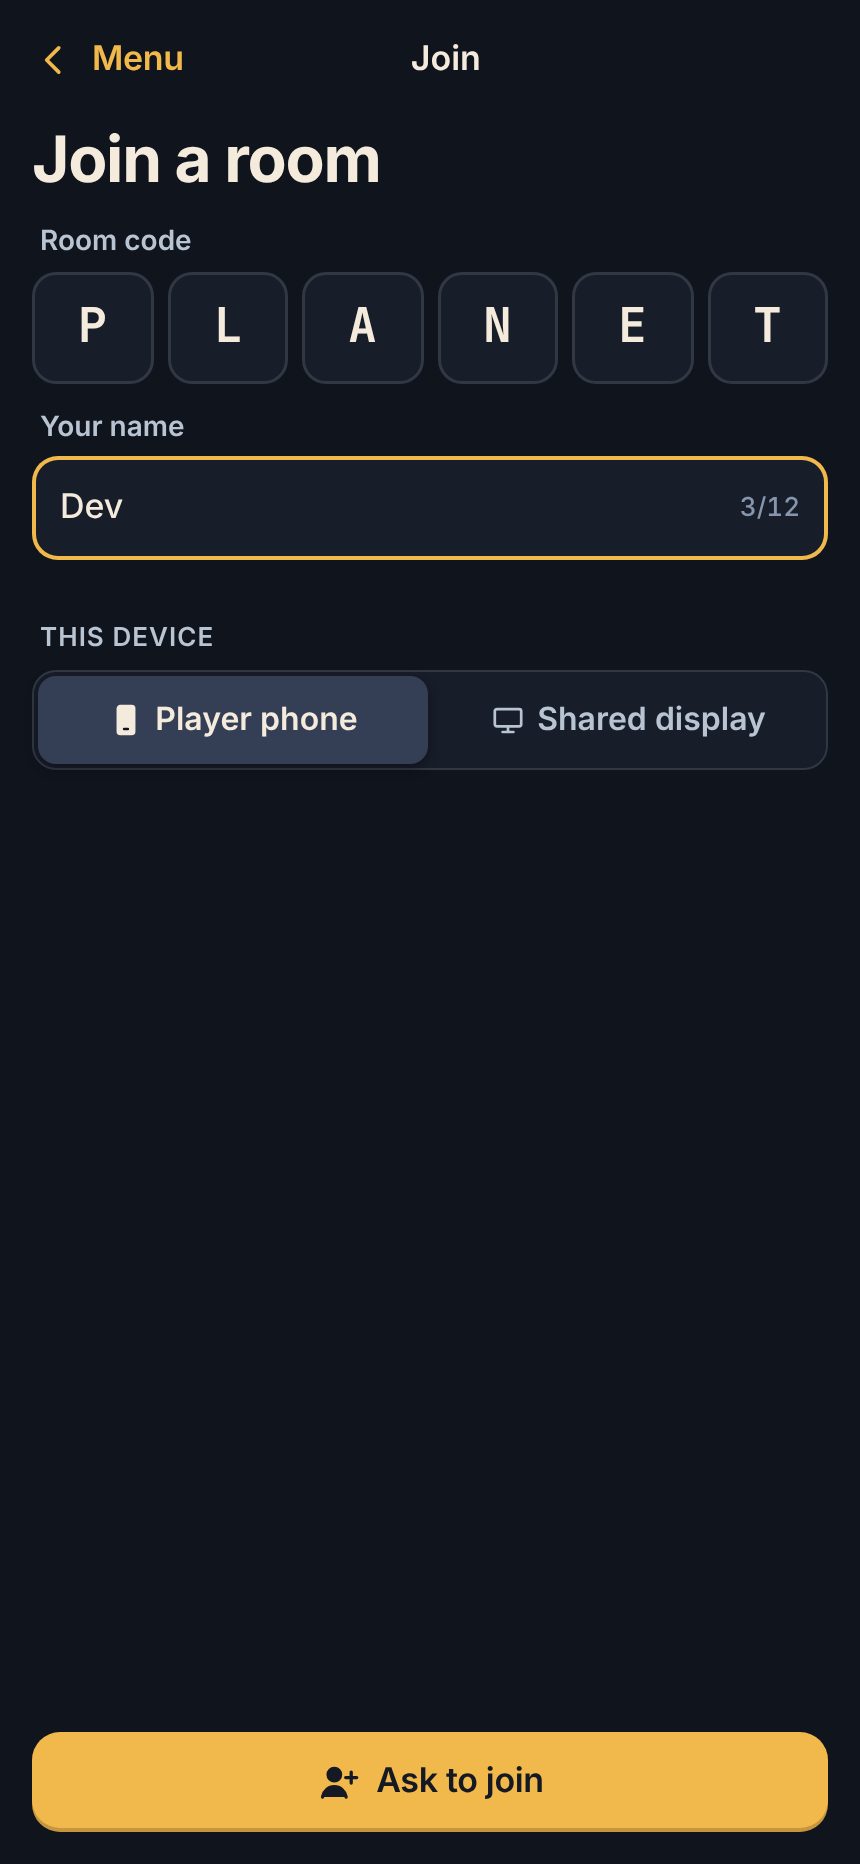 Menu
Join
Join a room
Room code
P L A N E T
Your name
Dev
3/12
THIS DEVICE
Player phone
Shared display
Ask to join